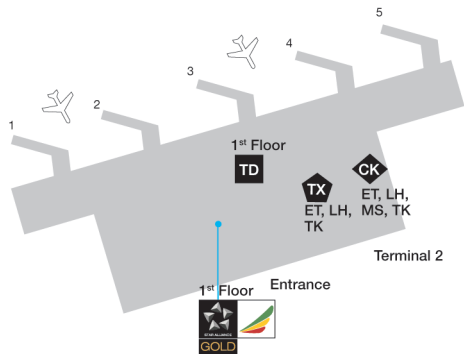 5
4
3
2
1
1st Floor
TD
TX
ET, LH,
TK
CK
ET, LH,
MS, TK
Terminal 2
Entrance
1st Floor
STAR ALLIANCE
GOLD